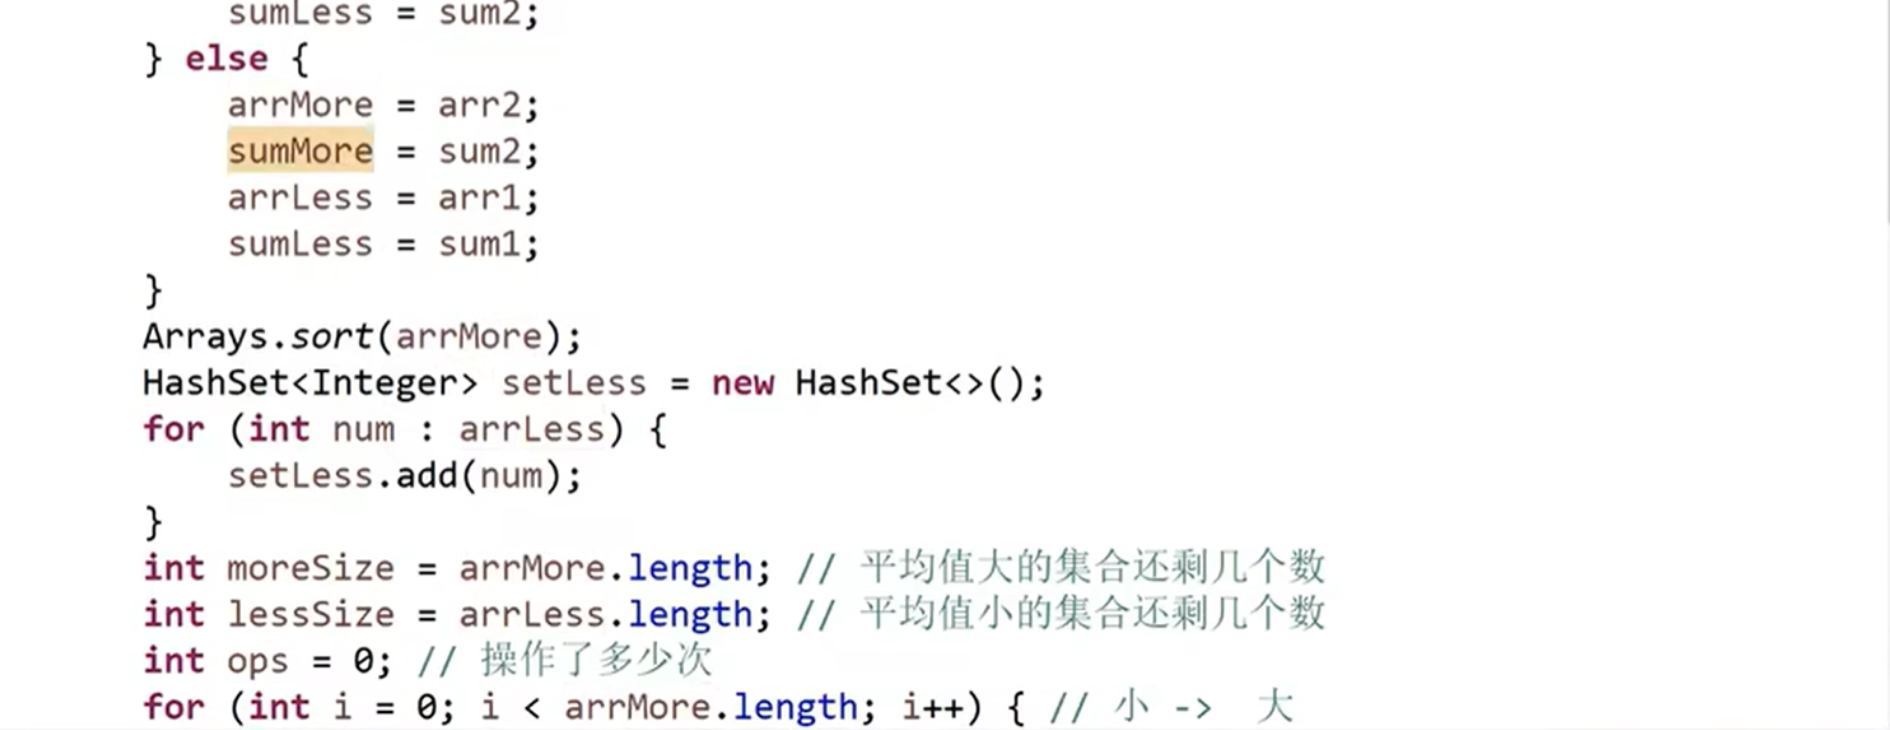 sumLess = sum2;
} else {
arrMore = arr2;
sumMore = sum2;
arrLess = arr1;
sumLess = sum1;
}
Arrays.sort(arrMore);
HashSet<Integer> setLess = new HashSet<>();
for (int num : arrLess) {
setLess.add(num);
}
int moreSize = arrMore.length; // 平均值大的集合还剩几个数
int lessSize = arrLess.length; // 平均值小的集合还剩几个数
int ops = 0; // 操作了多少次
for (int i = 0; i < arrMore.length; i++) { // 小 -> 大